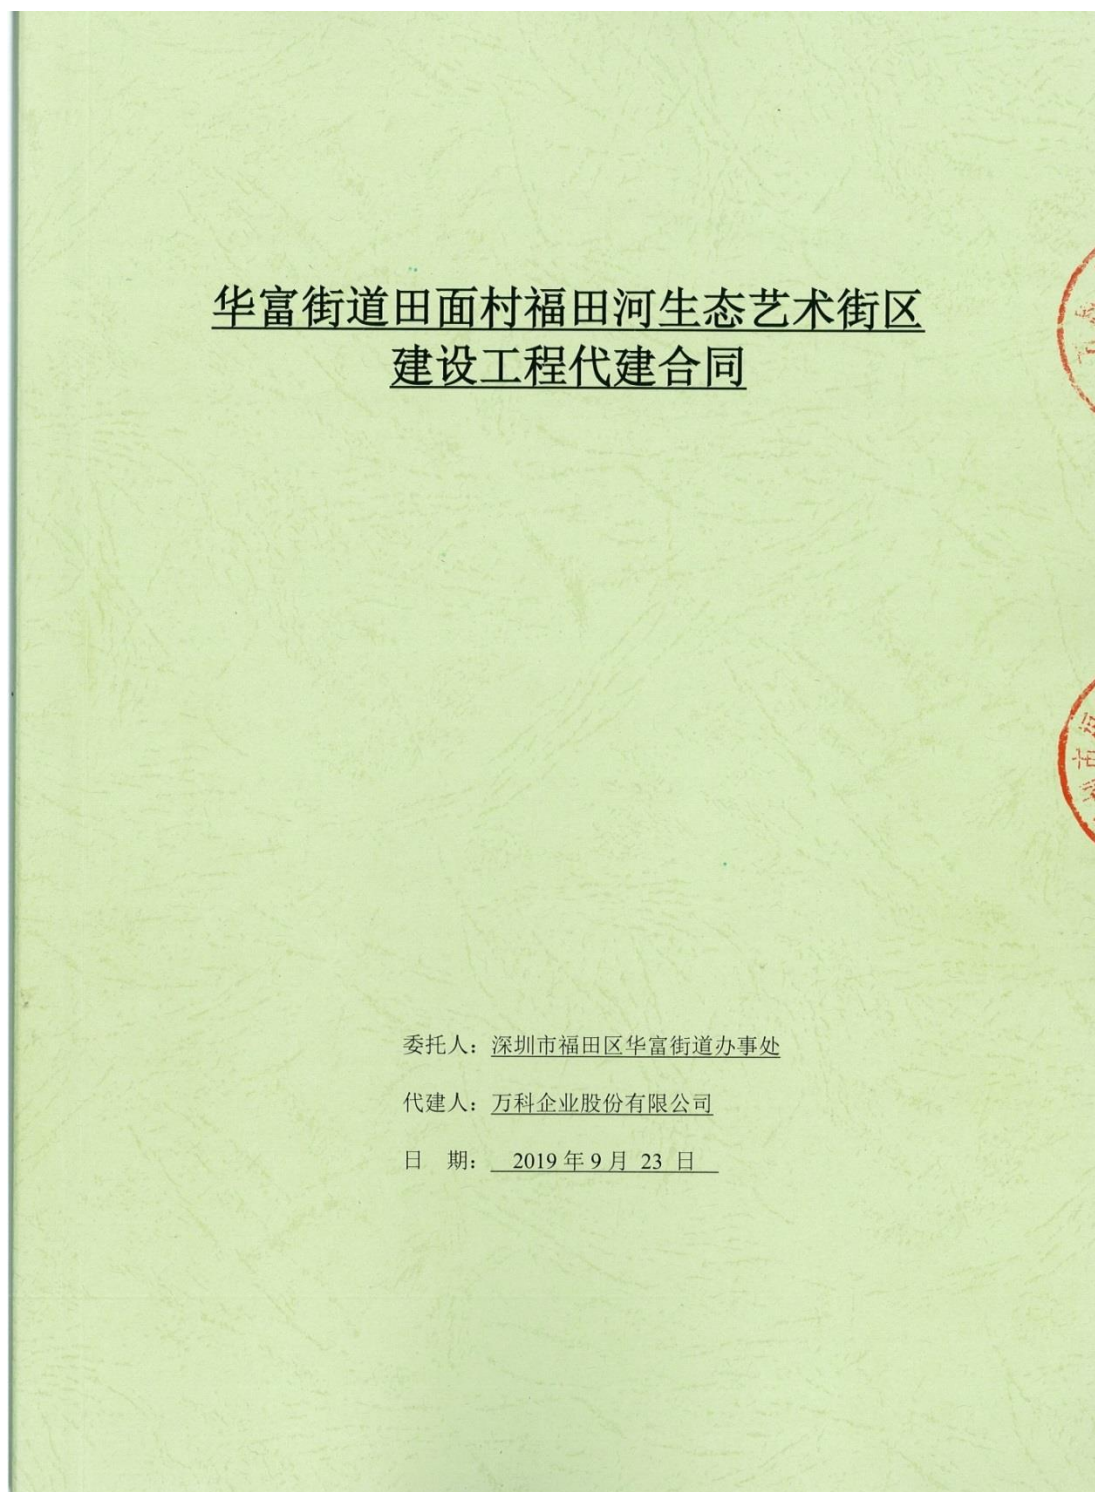 华富街道田面村福田河生态艺术街区
建设工程代建合同
委托人：深圳市福田区华富街道办事处
代建人：万科企业股份有限公司
日 期： 2019 年 9 月 23 日